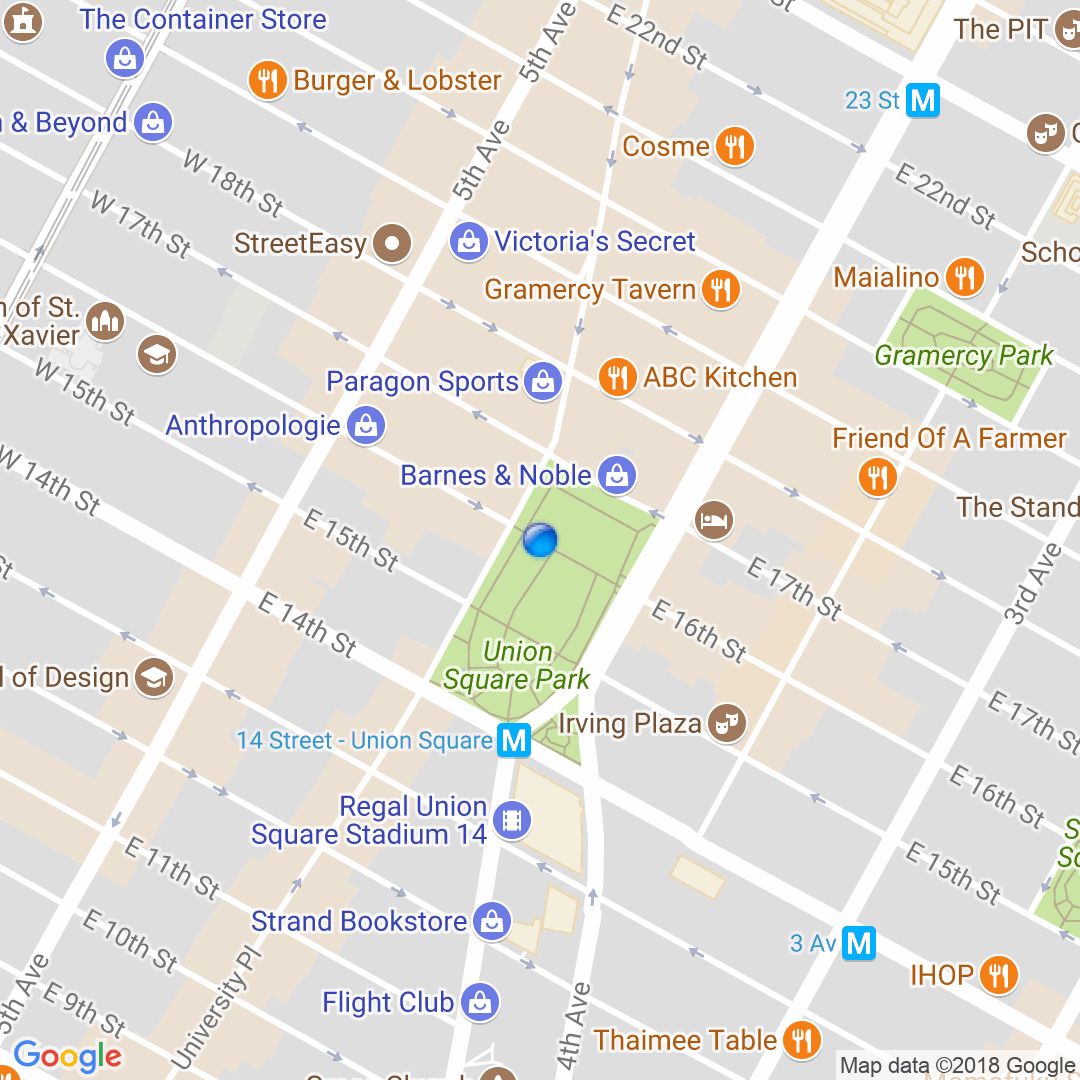 The Container Store
5th Ave
E 22nd St
St
The PIT
Burger & Lobster
23 St
M
n & Beyond
Cosme
W 18th St
5th Ave
E 22nd St
W 17th St
StreetEasy
Victoria's Secret
Scho
Gramercy Tavern
Maialino
n of St.
Xavier
Gramercy Park
W 15th St
Paragon Sports
ABC Kitchen
Anthropologie
Friend Of A Farmer
W 14th St
Barnes & Noble
The Stand
E 15th St
E 17th St
3rd Ave
E 14th St
E 16th St
Union
Square Park
l of Design
E 17th St
Irving Plaza
14 Street - Union Square
M
E 16th St
Regal Union
Square Stadium 14
E 11th St
E 15th St
Strand Bookstore
E 10th St
3 Av
M
University Pl
IHOP
5th Ave
E 9th St
Flight Club
4th Ave
Thaimee Table
Google
Map data ©2018 Google